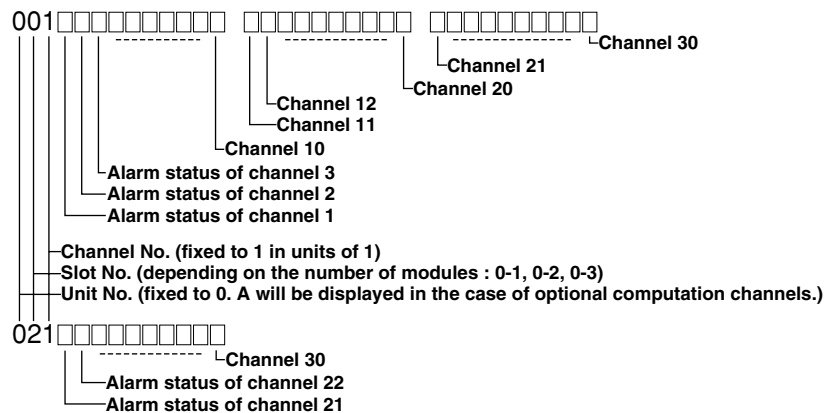 001□□□□□□□□□□ □□□□□□□□□□ □□□□□□□□□□
Channel 30
Channel 21
Channel 20
Channel 12
Channel 11
Channel 10
Alarm status of channel 3
Alarm status of channel 2
Alarm status of channel 1
Channel No. (fixed to 1 in units of 1)
Slot No. (depending on the number of modules : 0-1, 0-2, 0-3)
Unit No. (fixed to 0. A will be displayed in the case of optional computation channels.)
021□□□□□□□□□□
Channel 30
Alarm status of channel 22
Alarm status of channel 21